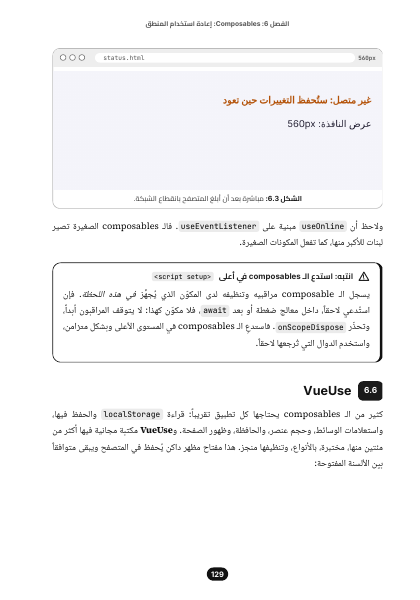 الفصل 6: Composables: إعادة استخدام المنطق
status.html
560px
غير متصل: ستُحفظ التغييرات حين تعود
عرض النافذة: 560px
الشكل 6.3: مباشرة بعد أن أبلغ المتصفح بانقطاع الشبكة.
ولاحظ أن useOnline مبنية على useEventListener. فالـ composables الصغيرة تصير
لبنات للأكبر منها، كما تفعل المكونات الصغيرة.
انتبه: استدعِ الـ composables في أعلى <script setup>
يسجل الـ composable مراقبيه وتنظيفه لدى المكوّن الذي يُجهَّز في هذه اللحظة. فإن
استُدعي لاحقاً، داخل معالج ضغطة أو بعد await، فلا مكوّن كهذا: لا يتوقف المراقبون أبداً،
وتحذّر onScopeDispose. فاستدعِ الـ composables في المستوى الأعلى وبشكل متزامن،
واستخدم الدوال التي تُرجعها لاحقاً.
6.6 VueUse
كثير من الـ composables يحتاجها كل تطبيق تقريباً: قراءة localStorage والحفظ فيها،
واستعلامات الوسائط، وحجم عنصر، والحافظة، وظهور الصفحة. وVueUse مكتبة مجانية فيها أكثر من
مئتين منها، مختبرة، بأنواع، وتنظيفها منجز. هذا مفتاح مظهر داكن يُحفظ في المتصفح ويبقى متوافقاً
بين الألسنة المفتوحة:
129